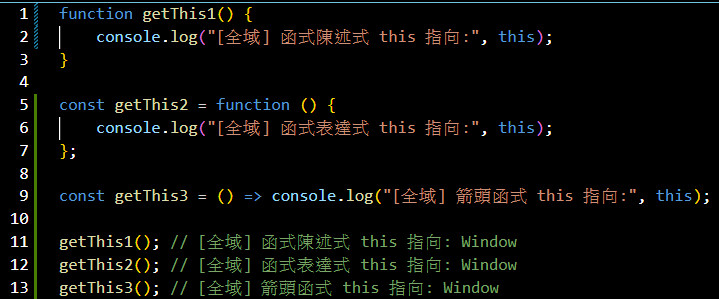 1 function getThis1() {
2 console.log("[全域] 函式陳述式 this 指向:", this);
3 }
4
5 const getThis2 = function () {
6 console.log("[全域] 函式表達式 this 指向:", this);
7 };
8
9 const getThis3 = () => console.log("[全域] 箭頭函式 this 指向:", this);
10
11 getThis1(); // [全域] 函式陳述式 this 指向: Window
12 getThis2(); // [全域] 函式表達式 this 指向: Window
13 getThis3(); // [全域] 箭頭函式 this 指向: Window